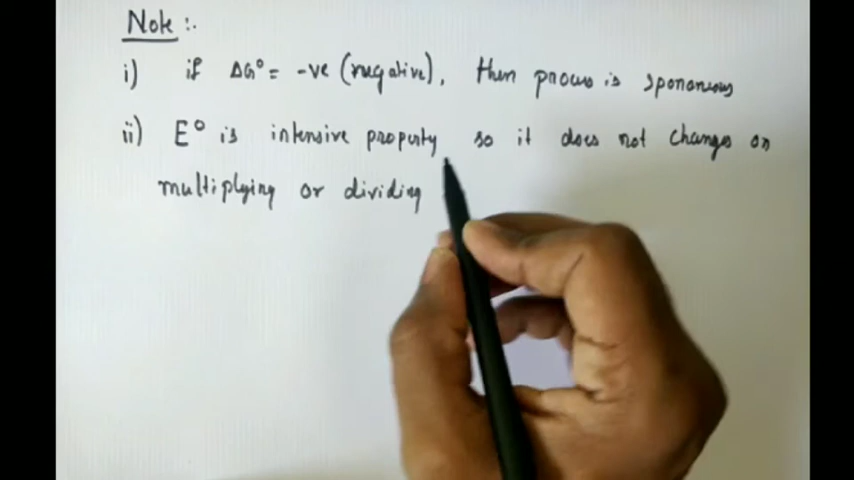 Note :-
i) if ΔG° = -ve (negative), then process is sponanious
ii) E° is intensive property so it does not changes on
multiplying or dividing